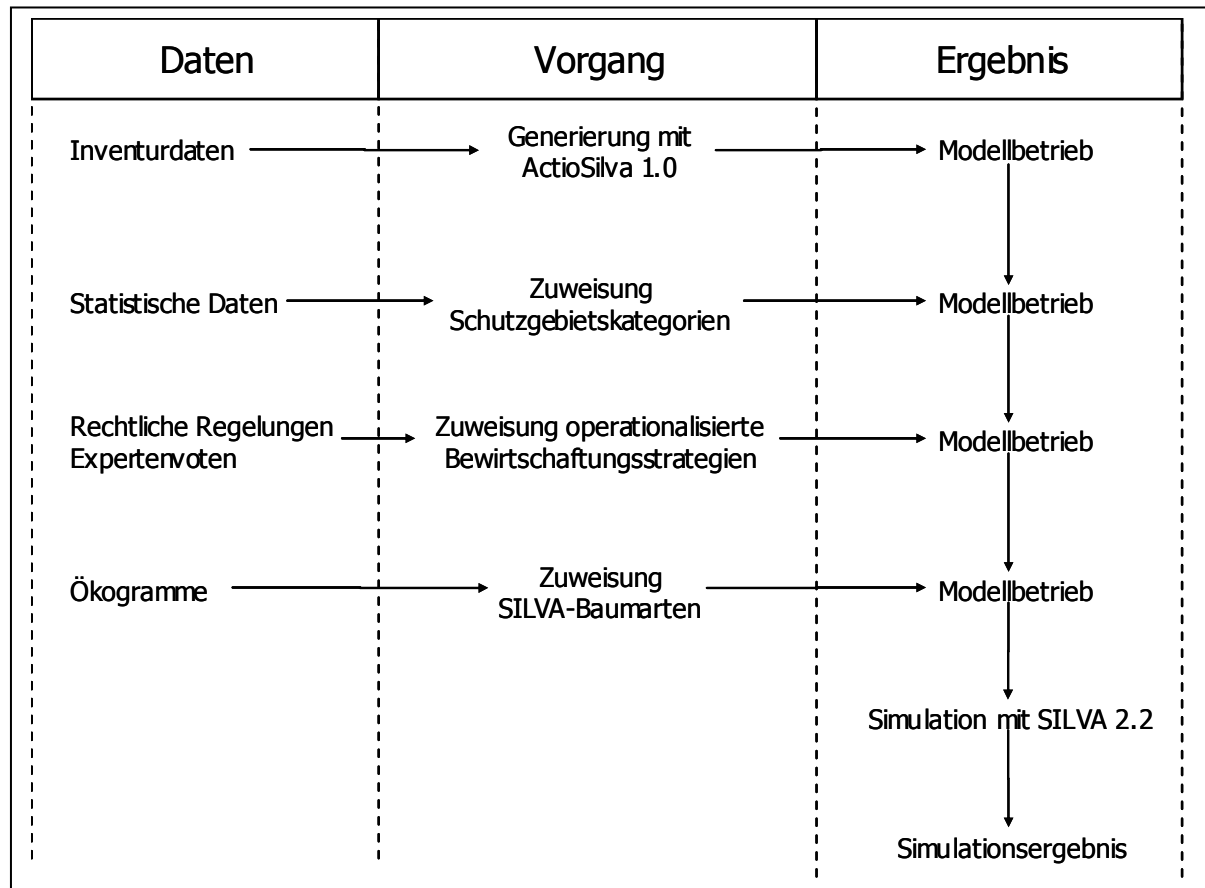 Daten
Vorgang
Ergebnis
Inventurdaten
Generierung mit
ActioSilva 1.0
Modellbetrieb
Statistische Daten
Zuweisung
Schutzgebietskategorien
Modellbetrieb
Rechtliche Regelungen
Expertenvoten
Zuweisung operationalisierte
Bewirtschaftungsstrategien
Modellbetrieb
Ökogramme
Zuweisung
SILVA-Baumarten
Modellbetrieb
Simulation mit SILVA 2.2
Simulationsergebnis